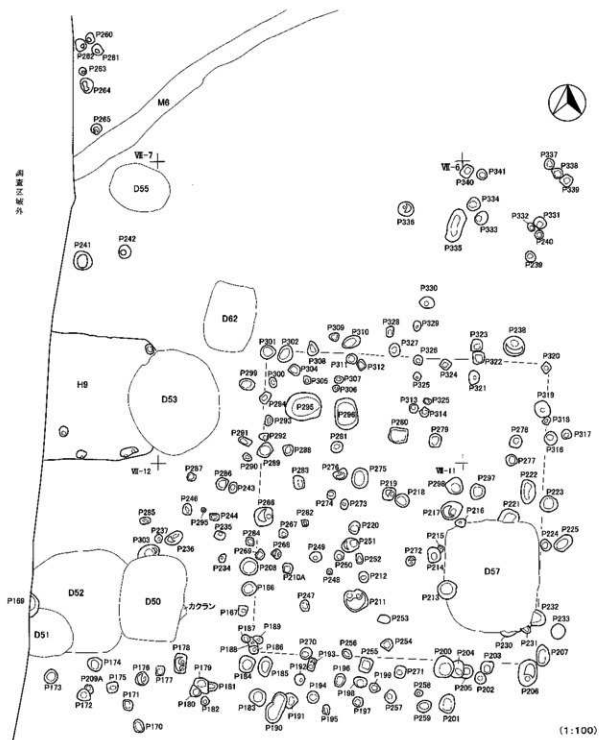 P260
P262
P261
P263
P264
M6
P265
Ⅶ-7
Ⅶ-6
P337
P338
P339
P340
P341
D55
調査区域外
P336
P334
P333
P335
P332
P331
P240
P239
P241
P242
P330
D62
P309
P310
P328
P329
P327
P301
P302
P308
P311
P312
P326
P323
P238
P322
P324
P320
H9
D53
P299
P300
P304
P305
P307
P306
P325
P321
P294
P295
P296
P313
P325
P314
P319
P318
P293
P291
P292
P290
P289
P288
P281
P280
P279
P278
P316
P317
P277
Ⅶ-12
Ⅶ-11
P287
P286
P243
P283
P276
P275
P274
P273
P219
P218
P298
P297
P222
P223
P246
P295
P244
P285
P237
P236
P303
P235
P266
P282
P267
P220
P217
P216
P221
P264
P251
P215
P224
P225
P234
P269
P268
P208
P249
P250
P252
P272
P214
D57
P210A
P248
P212
P169
D52
D50
カクラン
P186
P167
P247
P211
P213
P253
D51
P187
P189
P188
P186
P254
P230
P231
P232
P233
P174
P178
P184
P185
P270
P193
P256
P255
P200
P204
P203
P207
P173
P209A
P172
P175
P176
P177
P179
P181
P180
P182
P192
P196
P198
P199
P271
P205
P202
P206
P171
P170
P183
P190
P191
P194
P195
P197
P257
P258
P259
P201
(1:100)